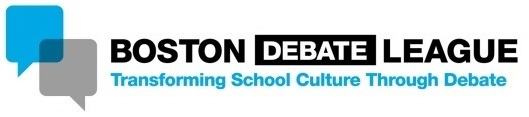 BOSTON DEBATE LEAGUE
Transforming School Culture Through Debate